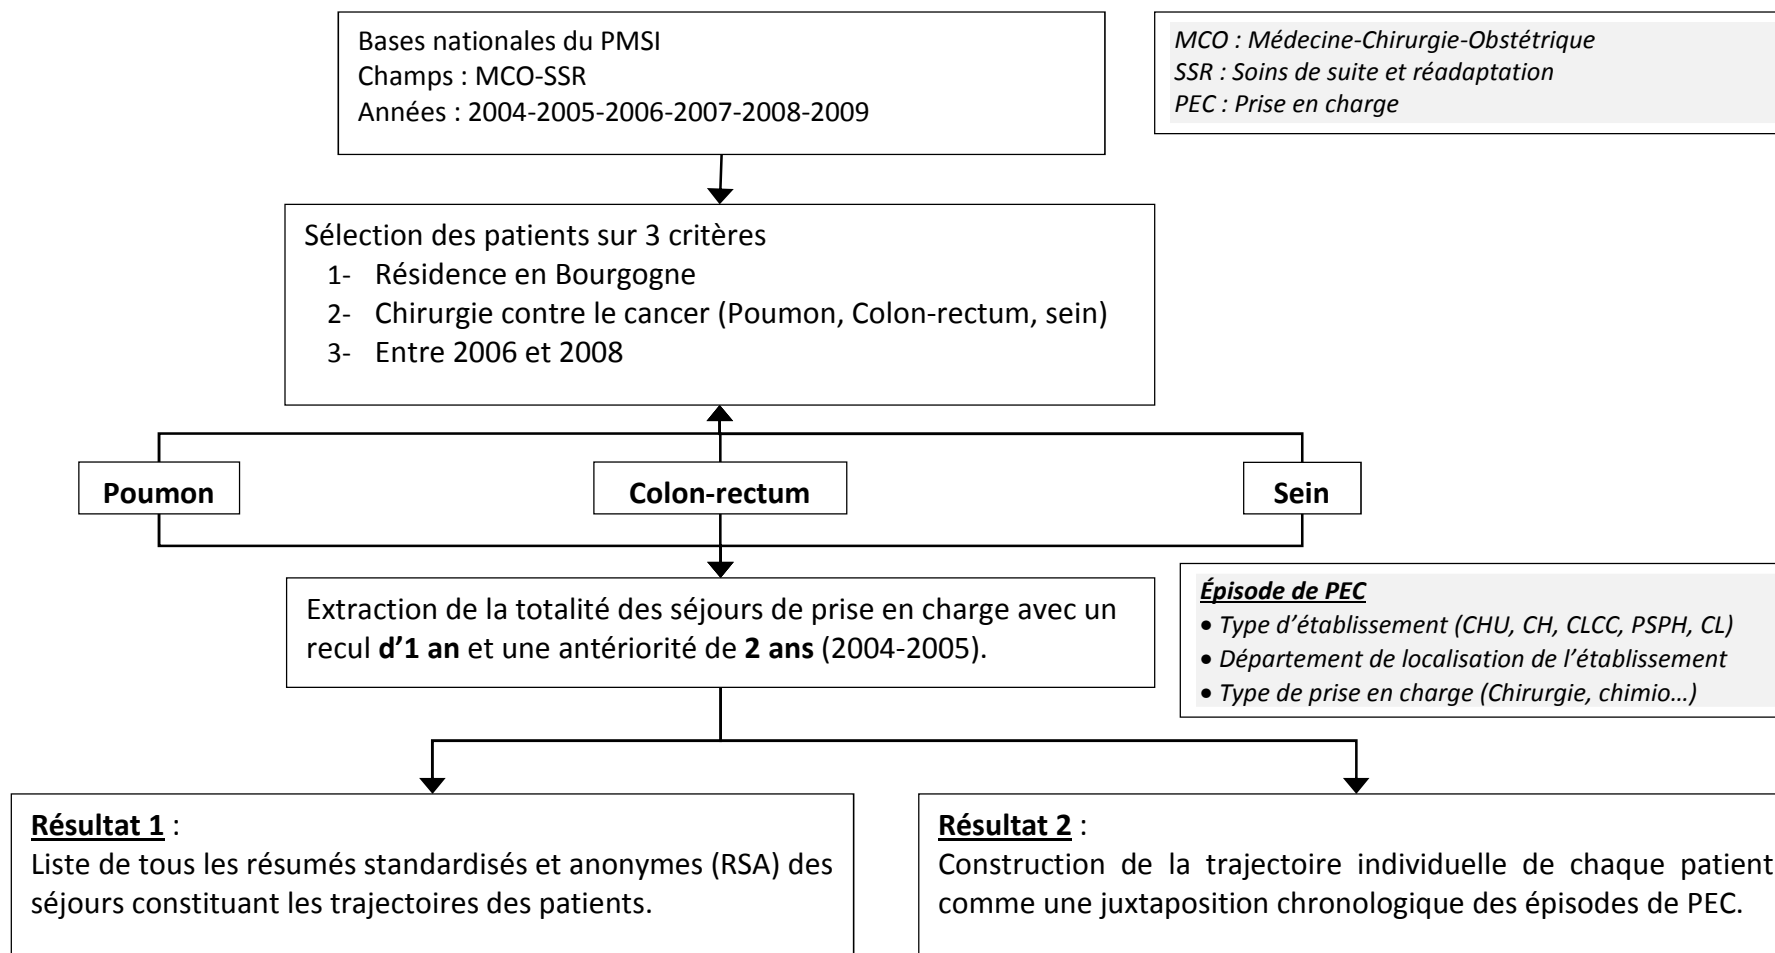 Bases nationales du PMSI
Champs : MCO-SSR
Années : 2004-2005-2006-2007-2008-2009
MCO : Médecine-Chirurgie-Obstétrique
SSR : Soins de suite et réadaptation
PEC : Prise en charge
Sélection des patients sur 3 critères
1- Résidence en Bourgogne
2- Chirurgie contre le cancer (Poumon, Colon-rectum, sein)
3- Entre 2006 et 2008
Poumon
Colon-rectum
Sein
Extraction de la totalité des séjours de prise en charge avec un
recul d’1 an et une antériorité de 2 ans (2004-2005).
Épisode de PEC
• Type d’établissement (CHU, CH, CLCC, PSPH, CL)
• Département de localisation de l’établissement
• Type de prise en charge (Chirurgie, chimio…)
Résultat 1 :
Liste de tous les résumés standardisés et anonymes (RSA) des
séjours constituant les trajectoires des patients.
Résultat 2 :
Construction de la trajectoire individuelle de chaque patient
comme une juxtaposition chronologique des épisodes de PEC.